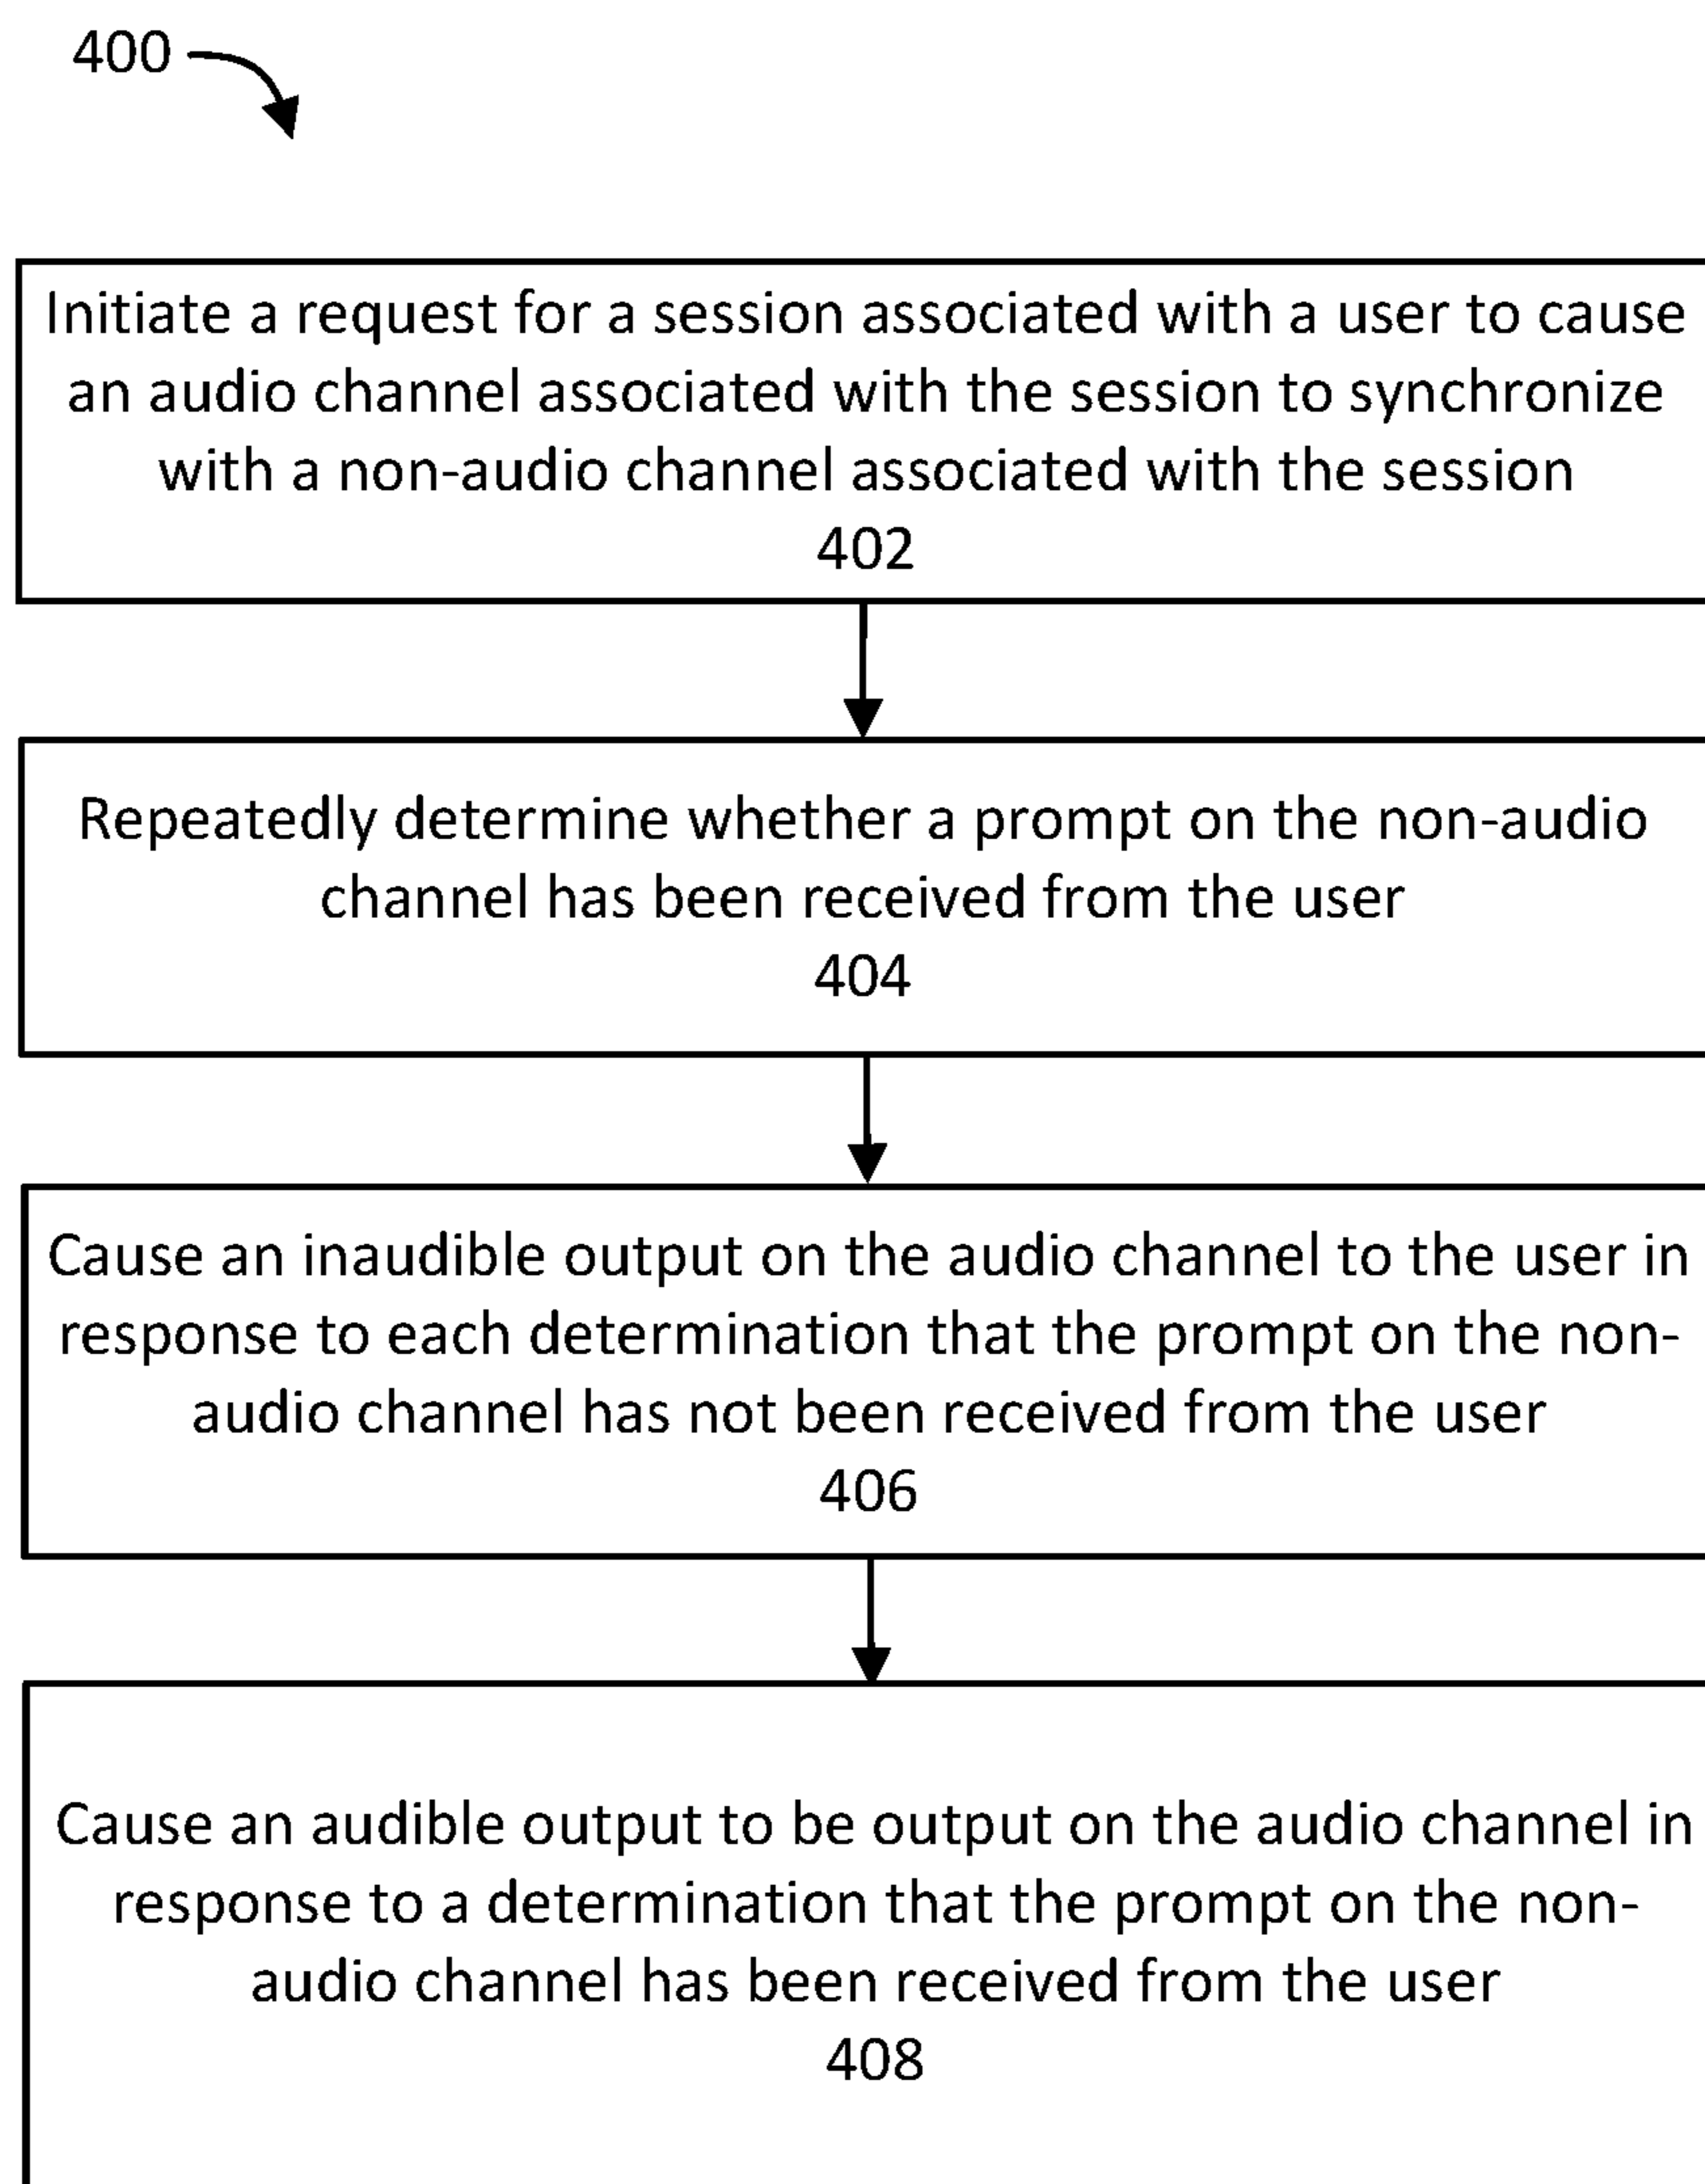 400
Initiate a request for a session associated with a user to cause
an audio channel associated with the session to synchronize
with a non-audio channel associated with the session
402
Repeatedly determine whether a prompt on the non-audio
channel has been received from the user
404
Cause an inaudible output on the audio channel to the user in
response to each determination that the prompt on the non-
audio channel has not been received from the user
406
Cause an audible output to be output on the audio channel in
response to a determination that the prompt on the non-
audio channel has been received from the user
408